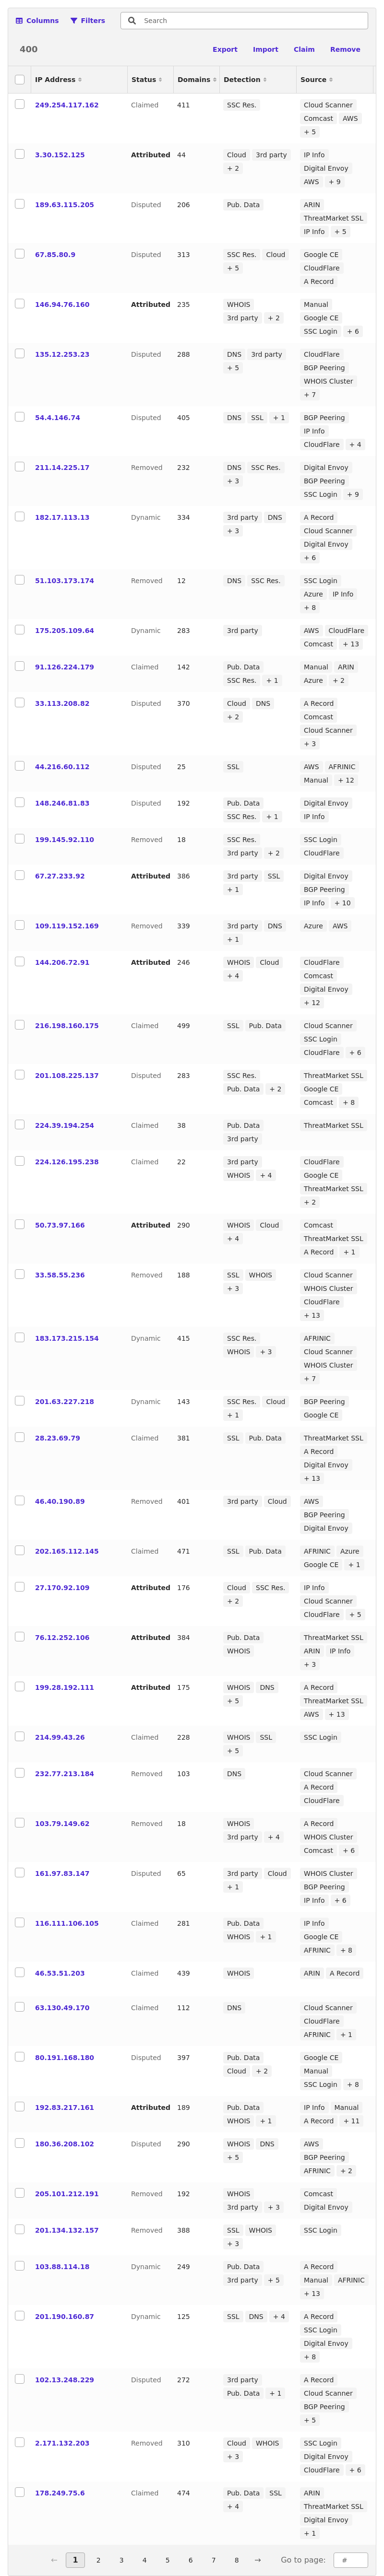 Columns Filters Search
400 Export Import Claim Remove
IP Address Status Domains Detection Source
249.254.117.162 Claimed 411 SSC Res. Cloud Scanner
Comcast AWS
+ 5
3.30.152.125 Attributed 44 Cloud 3rd party IP Info
+ 2 Digital Envoy
AWS + 9
189.63.115.205 Disputed 206 Pub. Data ARIN
ThreatMarket SSL
IP Info + 5
67.85.80.9 Disputed 313 SSC Res. Cloud Google CE
+ 5 CloudFlare
A Record
146.94.76.160 Attributed 235 WHOIS Manual
3rd party + 2 Google CE
SSC Login + 6
135.12.253.23 Disputed 288 DNS 3rd party CloudFlare
+ 5 BGP Peering
WHOIS Cluster
+ 7
54.4.146.74 Disputed 405 DNS SSL + 1 BGP Peering
IP Info
CloudFlare + 4
211.14.225.17 Removed 232 DNS SSC Res. Digital Envoy
+ 3 BGP Peering
SSC Login + 9
182.17.113.13 Dynamic 334 3rd party DNS A Record
+ 3 Cloud Scanner
Digital Envoy
+ 6
51.103.173.174 Removed 12 DNS SSC Res. SSC Login
Azure IP Info
+ 8
175.205.109.64 Dynamic 283 3rd party AWS CloudFlare
Comcast + 13
91.126.224.179 Claimed 142 Pub. Data Manual ARIN
SSC Res. + 1 Azure + 2
33.113.208.82 Disputed 370 Cloud DNS A Record
+ 2 Comcast
Cloud Scanner
+ 3
44.216.60.112 Disputed 25 SSL AWS AFRINIC
Manual + 12
148.246.81.83 Disputed 192 Pub. Data Digital Envoy
SSC Res. + 1 IP Info
199.145.92.110 Removed 18 SSC Res. SSC Login
3rd party + 2 CloudFlare
67.27.233.92 Attributed 386 3rd party SSL Digital Envoy
+ 1 BGP Peering
IP Info + 10
109.119.152.169 Removed 339 3rd party DNS Azure AWS
+ 1
144.206.72.91 Attributed 246 WHOIS Cloud CloudFlare
+ 4 Comcast
Digital Envoy
+ 12
216.198.160.175 Claimed 499 SSL Pub. Data Cloud Scanner
SSC Login
CloudFlare + 6
201.108.225.137 Disputed 283 SSC Res. ThreatMarket SSL
Pub. Data + 2 Google CE
Comcast + 8
224.39.194.254 Claimed 38 Pub. Data ThreatMarket SSL
3rd party
224.126.195.238 Claimed 22 3rd party CloudFlare
WHOIS + 4 Google CE
ThreatMarket SSL
+ 2
50.73.97.166 Attributed 290 WHOIS Cloud Comcast
+ 4 ThreatMarket SSL
A Record + 1
33.58.55.236 Removed 188 SSL WHOIS Cloud Scanner
+ 3 WHOIS Cluster
CloudFlare
+ 13
183.173.215.154 Dynamic 415 SSC Res. AFRINIC
WHOIS + 3 Cloud Scanner
WHOIS Cluster
+ 7
201.63.227.218 Dynamic 143 SSC Res. Cloud BGP Peering
+ 1 Google CE
28.23.69.79 Claimed 381 SSL Pub. Data ThreatMarket SSL
A Record
Digital Envoy
+ 13
46.40.190.89 Removed 401 3rd party Cloud AWS
BGP Peering
Digital Envoy
202.165.112.145 Claimed 471 SSL Pub. Data AFRINIC Azure
Google CE + 1
27.170.92.109 Attributed 176 Cloud SSC Res. IP Info
+ 2 Cloud Scanner
CloudFlare + 5
76.12.252.106 Attributed 384 Pub. Data ThreatMarket SSL
WHOIS ARIN IP Info
+ 3
199.28.192.111 Attributed 175 WHOIS DNS A Record
+ 5 ThreatMarket SSL
AWS + 13
214.99.43.26 Claimed 228 WHOIS SSL SSC Login
+ 5
232.77.213.184 Removed 103 DNS Cloud Scanner
A Record
CloudFlare
103.79.149.62 Removed 18 WHOIS A Record
3rd party + 4 WHOIS Cluster
Comcast + 6
161.97.83.147 Disputed 65 3rd party Cloud WHOIS Cluster
+ 1 BGP Peering
IP Info + 6
116.111.106.105 Claimed 281 Pub. Data IP Info
WHOIS + 1 Google CE
AFRINIC + 8
46.53.51.203 Claimed 439 WHOIS ARIN A Record
63.130.49.170 Claimed 112 DNS Cloud Scanner
CloudFlare
AFRINIC + 1
80.191.168.180 Disputed 397 Pub. Data Google CE
Cloud + 2 Manual
SSC Login + 8
192.83.217.161 Attributed 189 Pub. Data IP Info Manual
WHOIS + 1 A Record + 11
180.36.208.102 Disputed 290 WHOIS DNS AWS
+ 5 BGP Peering
AFRINIC + 2
205.101.212.191 Removed 192 WHOIS Comcast
3rd party + 3 Digital Envoy
201.134.132.157 Removed 388 SSL WHOIS SSC Login
+ 3
103.88.114.18 Dynamic 249 Pub. Data A Record
3rd party + 5 Manual AFRINIC
+ 13
201.190.160.87 Dynamic 125 SSL DNS + 4 A Record
SSC Login
Digital Envoy
+ 8
102.13.248.229 Disputed 272 3rd party A Record
Pub. Data + 1 Cloud Scanner
BGP Peering
+ 5
2.171.132.203 Removed 310 Cloud WHOIS SSC Login
+ 3 Digital Envoy
CloudFlare + 6
178.249.75.6 Claimed 474 Pub. Data SSL ARIN
+ 4 ThreatMarket SSL
Digital Envoy
+ 1
← 1 2 3 4 5 6 7 8 → Go to page: #